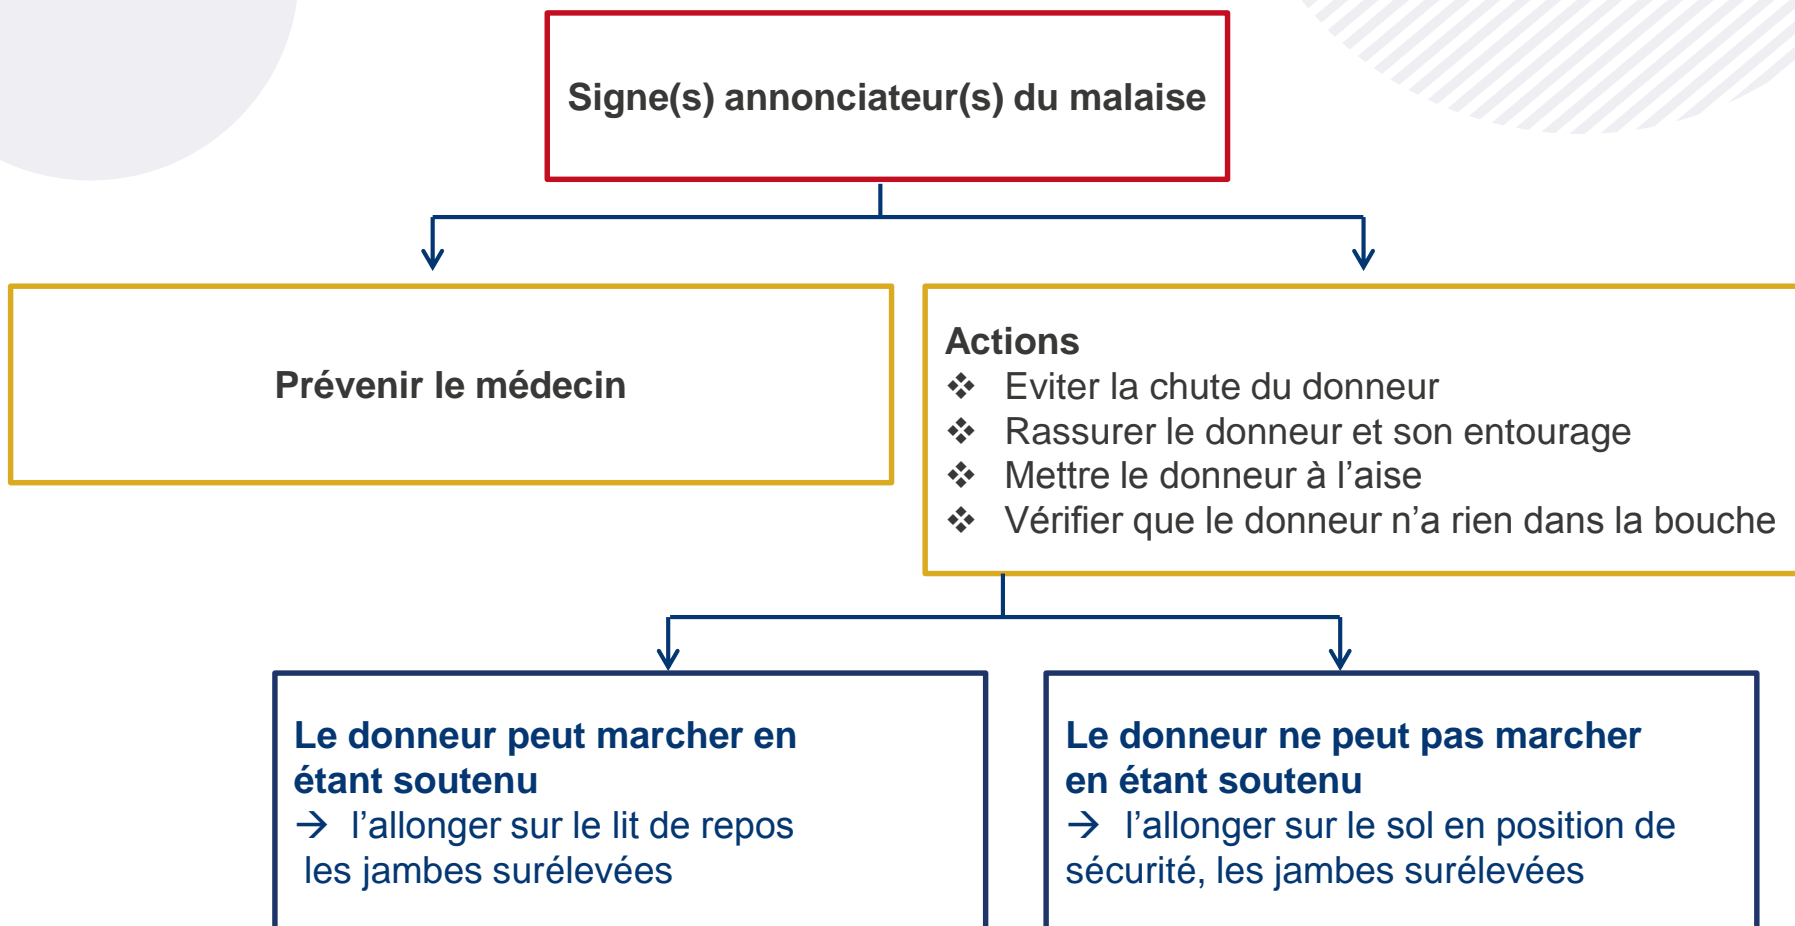 Signe(s) annonciateur(s) du malaise
Prévenir le médecin
Actions
❖ Eviter la chute du donneur
❖ Rassurer le donneur et son entourage
❖ Mettre le donneur à l’aise
❖ Vérifier que le donneur n’a rien dans la bouche
Le donneur peut marcher en
étant soutenu
→ l’allonger sur le lit de repos
les jambes surélevées
Le donneur ne peut pas marcher
en étant soutenu
→ l’allonger sur le sol en position de
sécurité, les jambes surélevées